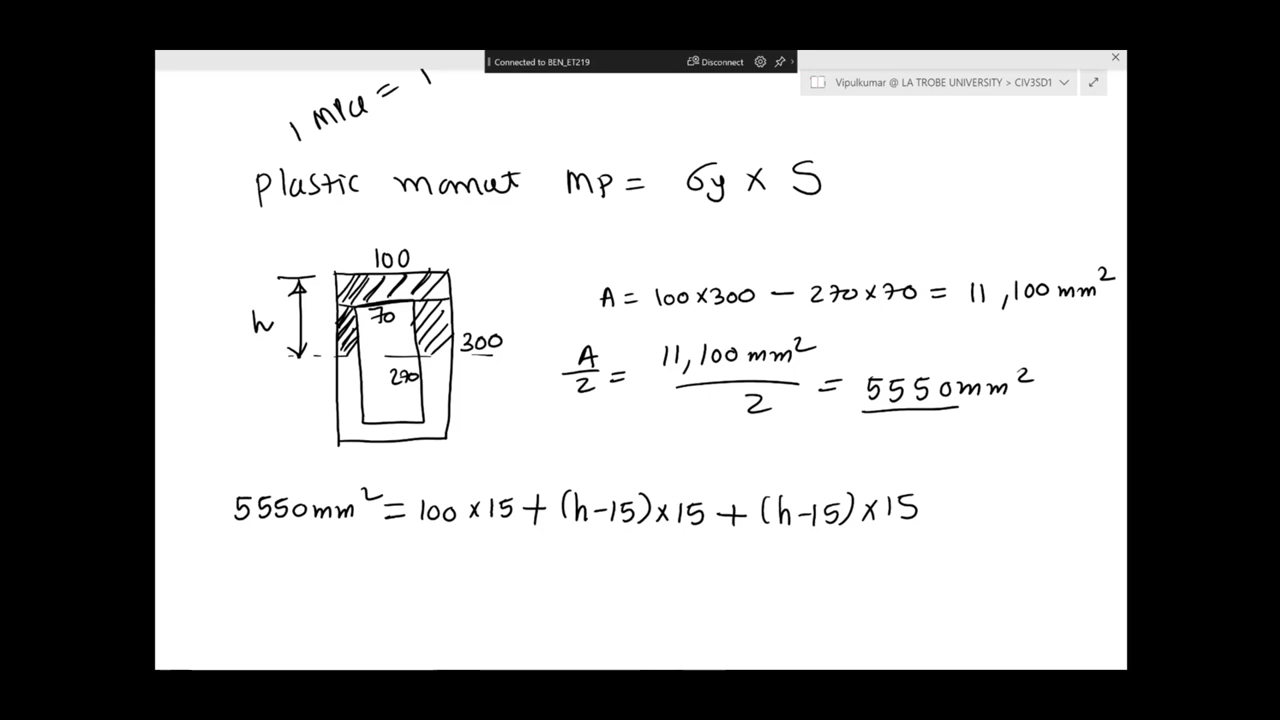 Connected to BEN_ET219 Disconnect
Vipulkumar @ LA TROBE UNIVERSITY > CIV3SD1
1 MPa = 1
Plastic moment Mp = σy × S
100
h
70
300
270
A = 100×300 − 270×70 = 11,100 mm²
A/2 = 11,100 mm²/2 = 5550 mm²
5550 mm² = 100 × 15 + (h−15) × 15 + (h−15) × 15